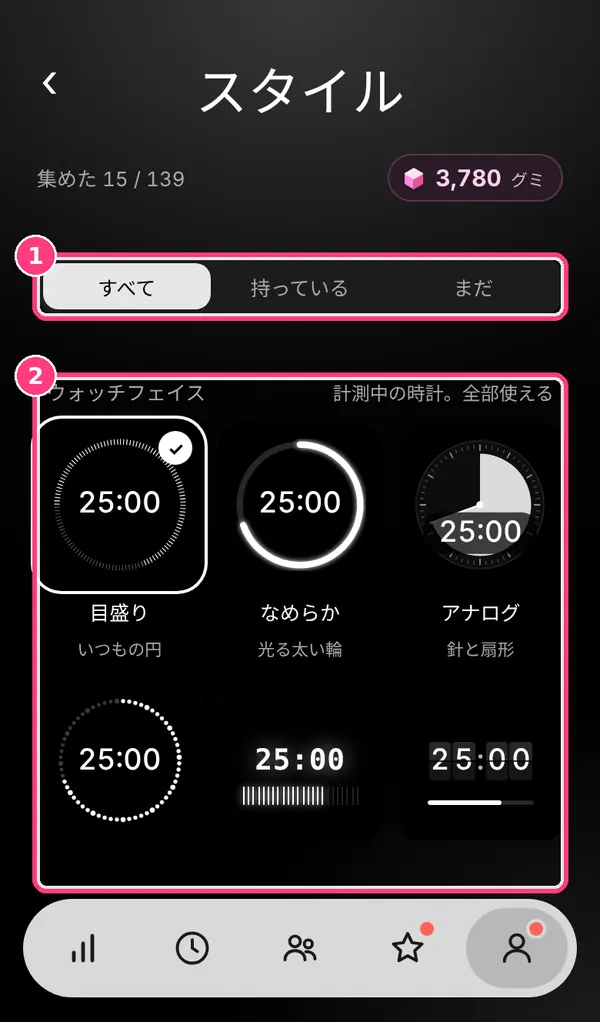 スタイル
集めた 15 / 139
3,780 グミ
1
すべて 持っている まだ
2
ウォッチフェイス 計測中の時計。全部使える
25:00 25:00 25:00
目盛り なめらか アナログ
いつもの円 光る太い輪 針と扇形
25:00 25:00 25:00